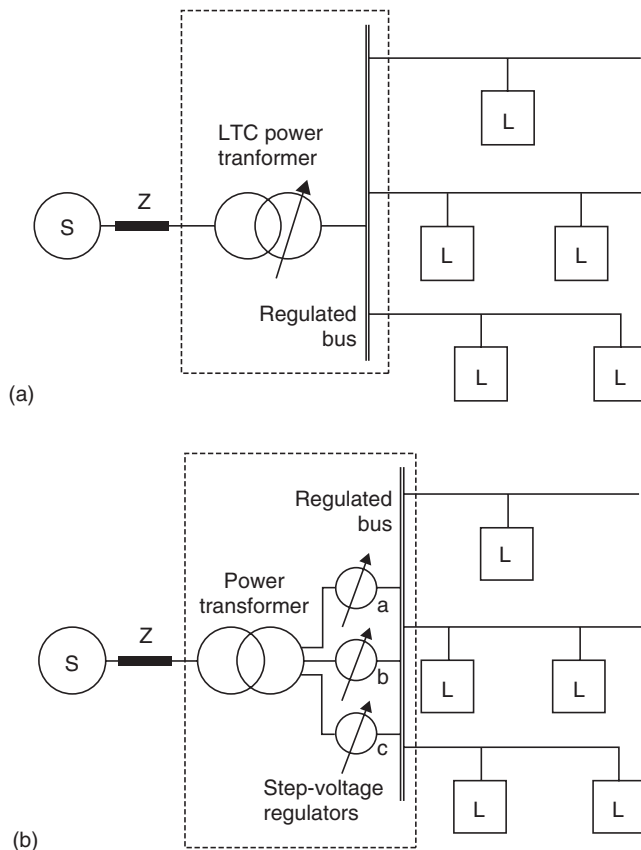 LTC power
tranformer
Z
S
L
L
L
Regulated
bus
L
L
(a)
Regulated
bus
L
Power
transformer
a
Z
S
b
L
L
c
Step-voltage
regulators
L
L
(b)